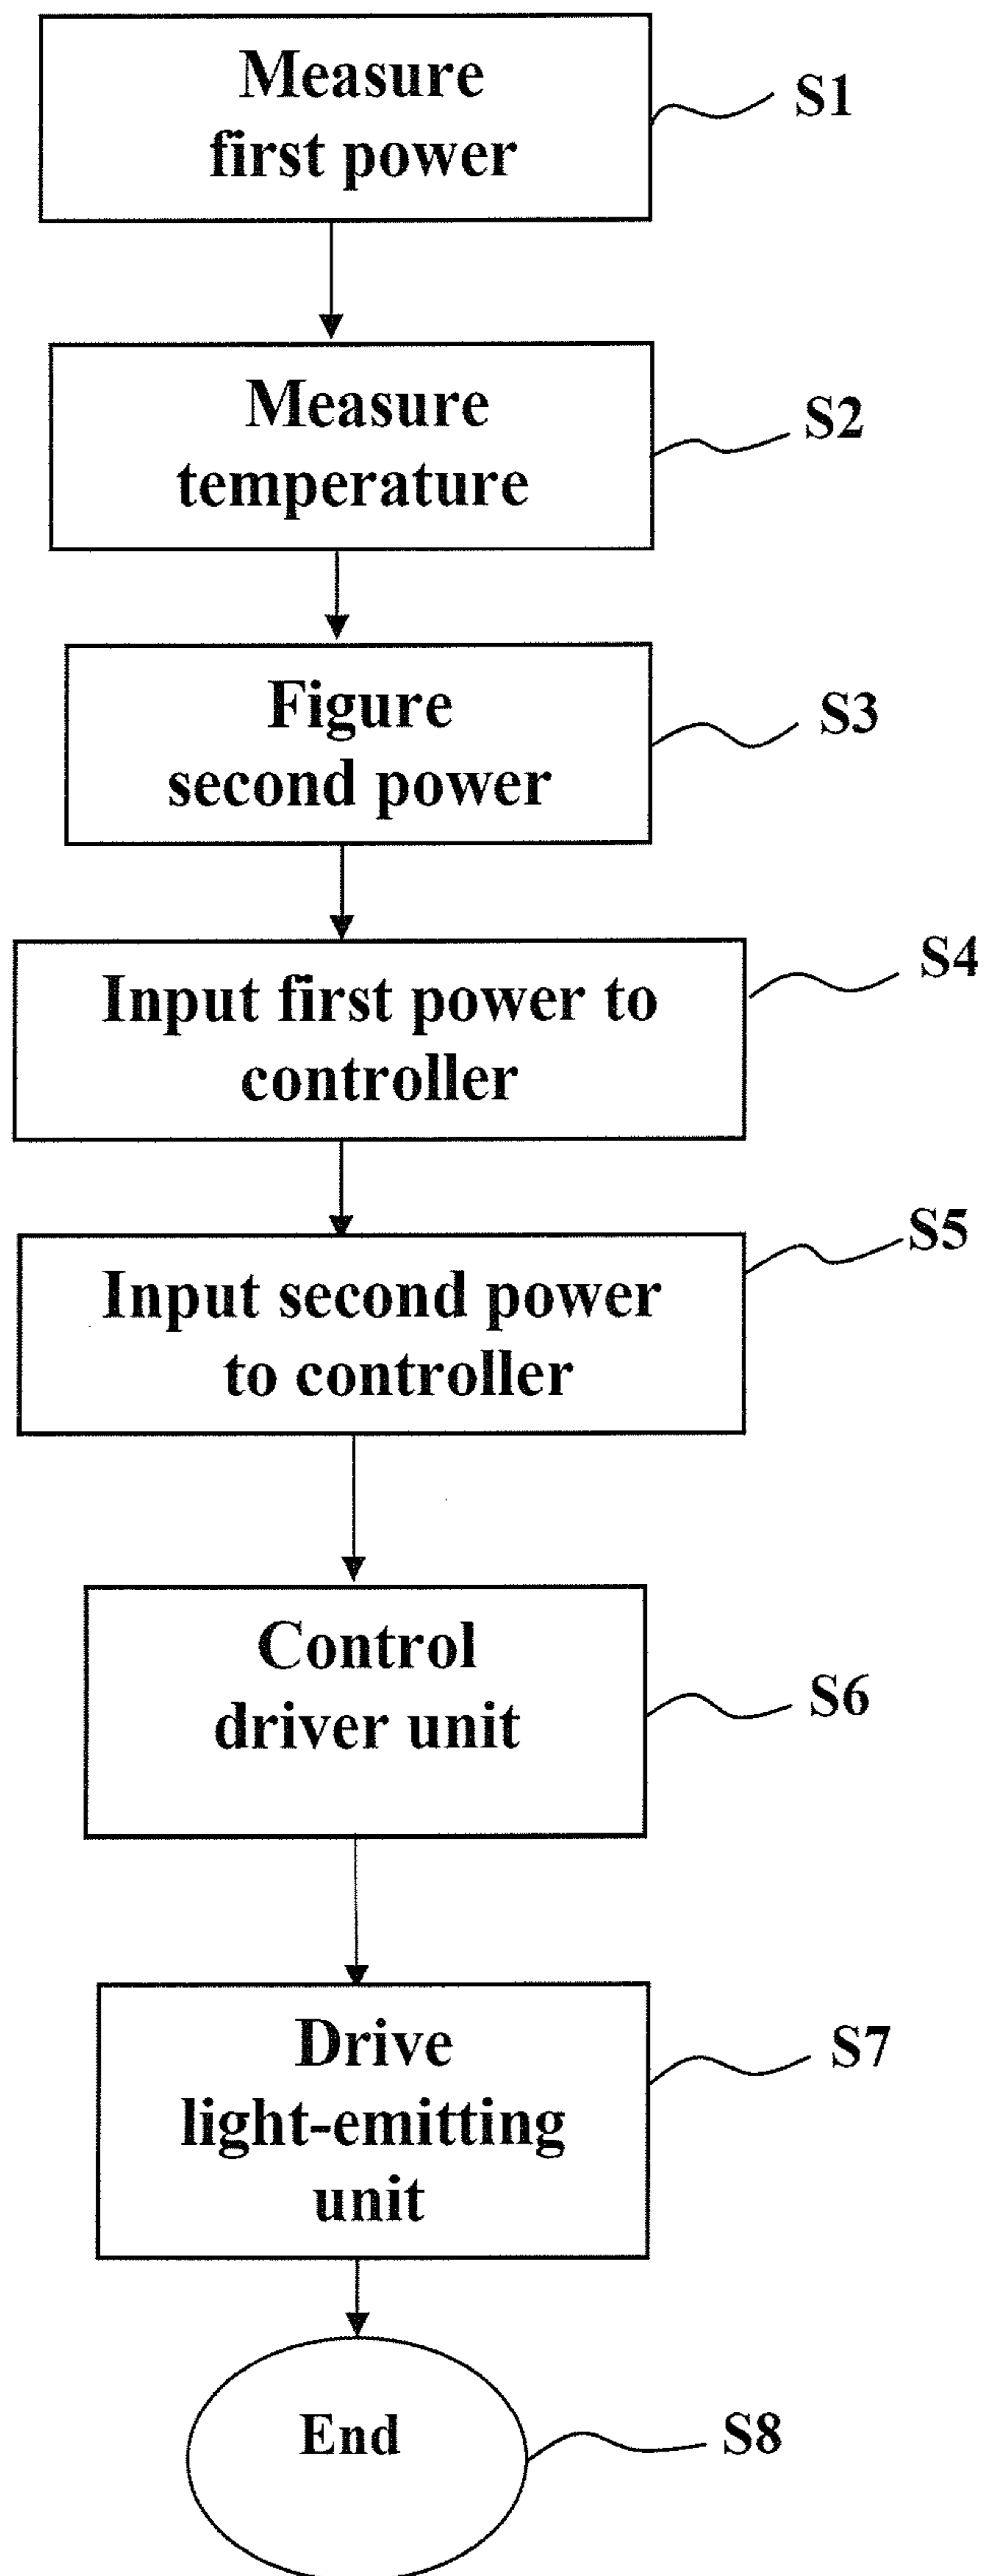 Measure
first power
S1
Measure
temperature
S2
Figure
second power
S3
Input first power to
controller
S4
Input second power
to controller
S5
Control
driver unit
S6
Drive
light-emitting
unit
S7
End
S8